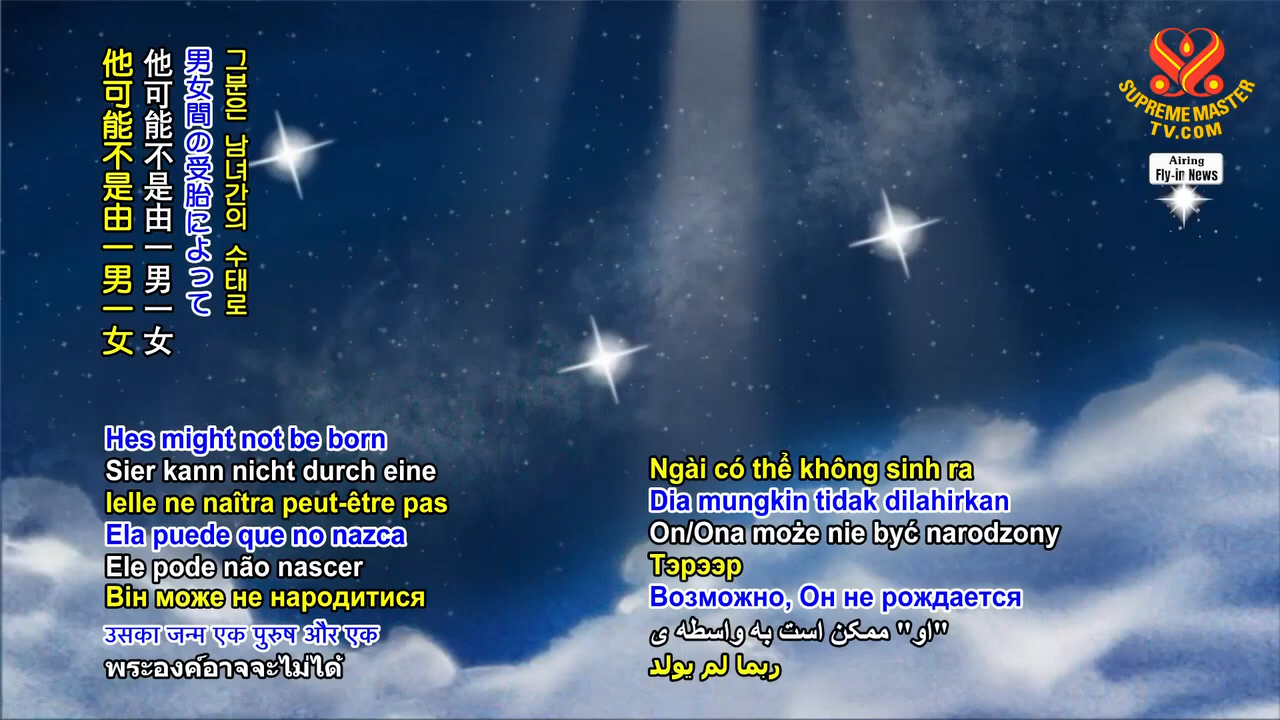 他可能不是由一男一女
他可能不是由一男一女
男女間の受胎によって
그분은 남녀간의 수태로
SUPREME MASTER
TV.COM
Airing
Fly-in News
Hes might not be born
Sier kann nicht durch eine
Ielle ne naîtra peut-être pas
Ela puede que no nazca
Ele pode não nascer
Він може не народитися
उसका जन्म एक पुरुष और एक
พระองค์อาจจะไม่ได้
Ngài có thể không sinh ra
Dia mungkin tidak dilahirkan
On/Ona może nie być narodzony
Тэрээр
Возможно, Он не рождается
"او" ممکن است به واسطه ی
ربما لم يولد